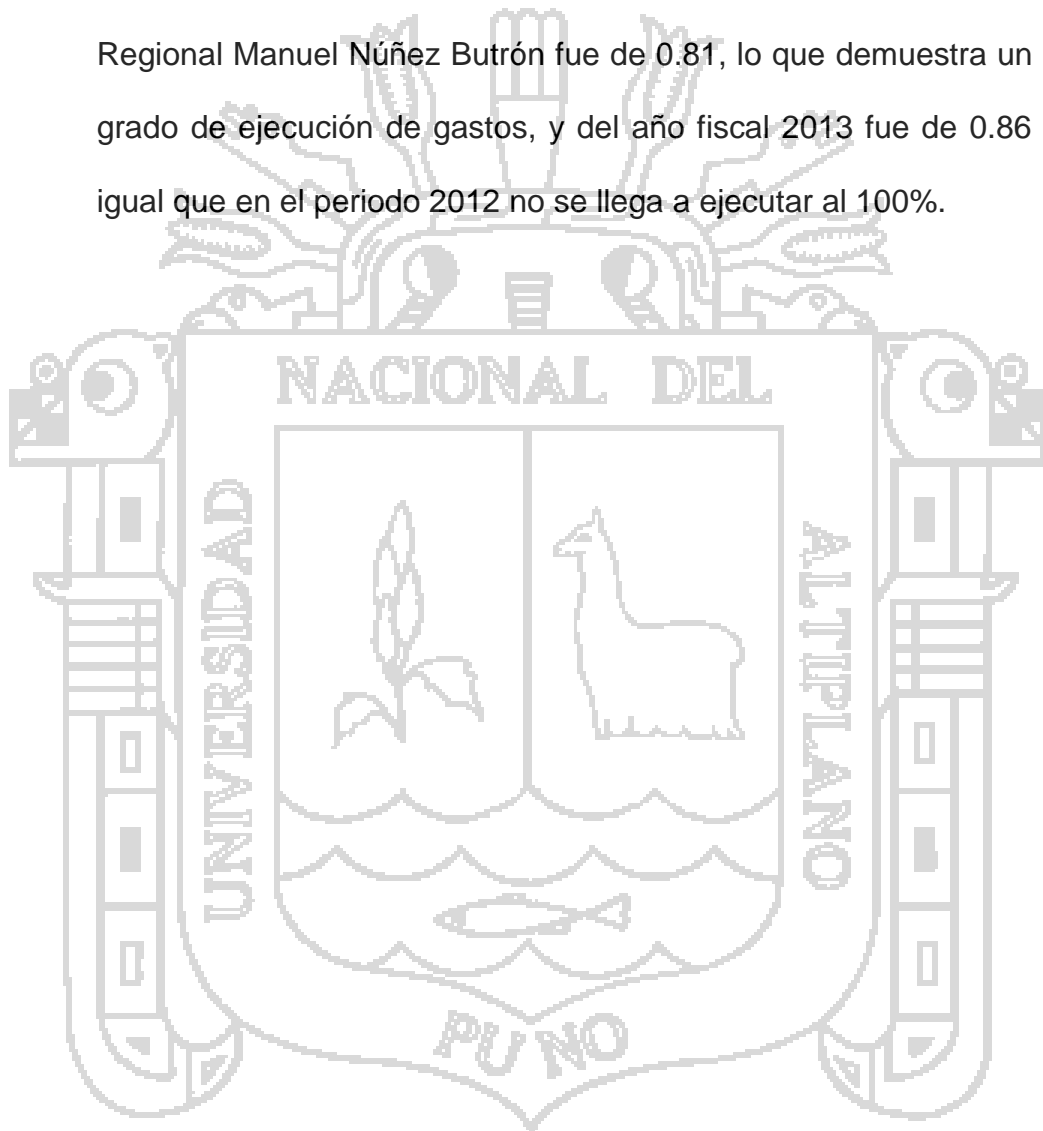 Regional Manuel Núñez Butrón fue de 0.81, lo que demuestra un
grado de ejecución de gastos, y del año fiscal 2013 fue de 0.86
igual que en el periodo 2012 no se llega a ejecutar al 100%.
NACIONAL DEL
UNIVERSIDAD
ALTIPLANO
PUNO